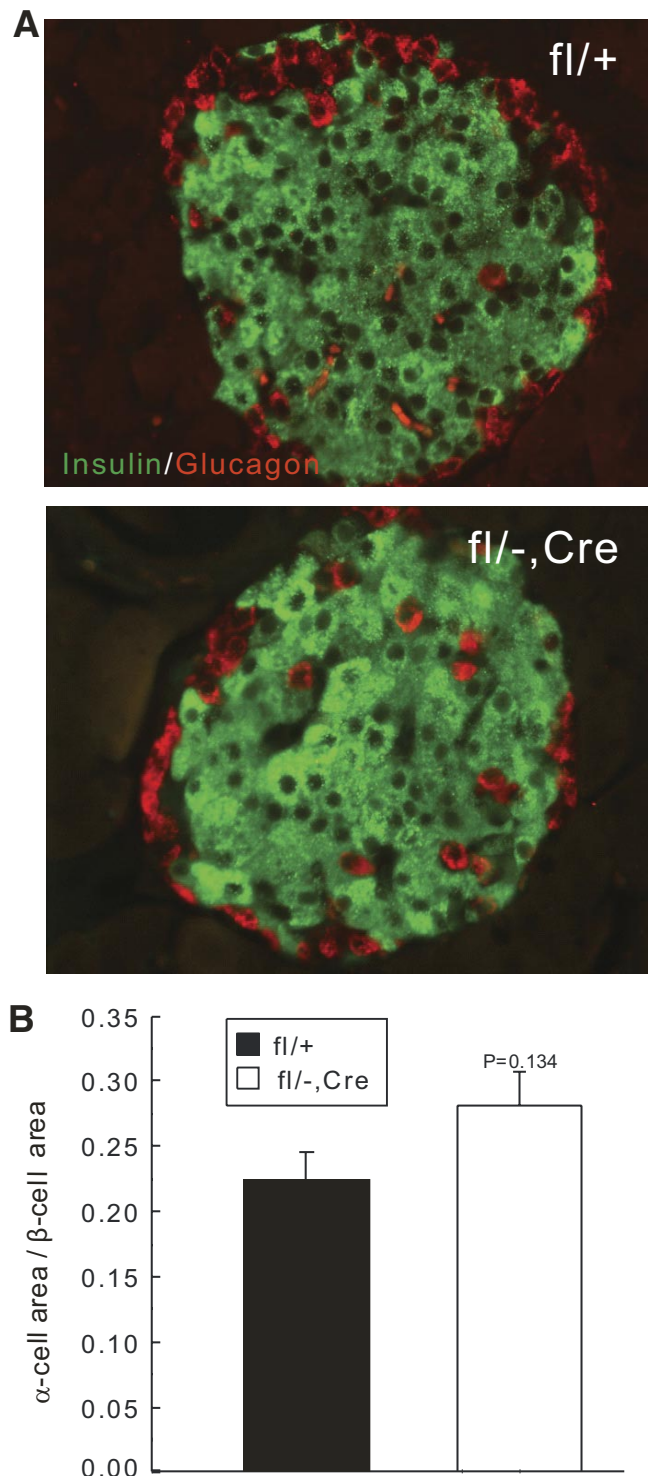 A
fl/+
Insulin/Glucagon
fl/-,Cre
B
α-cell area / β-cell area
0.35
0.30
0.25
0.20
0.15
0.10
0.05
0.00
fl/+
fl/-,Cre
P=0.134